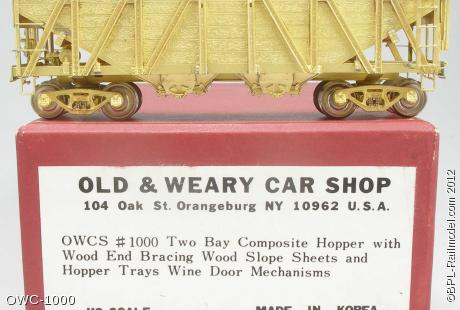 OLD & WEARY CAR SHOP
104 Oak St. Orangeburg NY 10962 U.S.A.
OWCS #1000 Two Bay Composite Hopper with
Wood End Bracing Wood Slope Sheets and
Hopper Trays Wine Door Mechanisms
HO SCALE MADE IN KOREA
OWC-1000
©BPL-Railmodel.com 2012